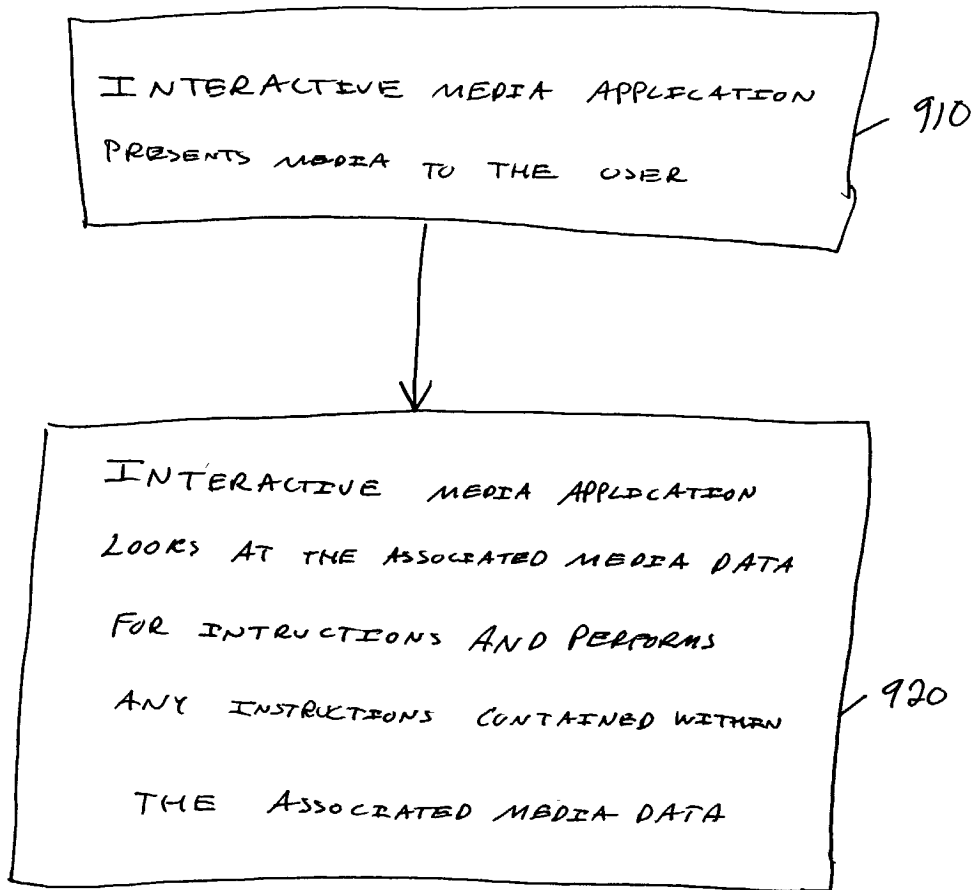 INTERACTIVE MEDIA APPLICATION
PRESENTS MEDIA TO THE USER
910
INTERACTIVE MEDIA APPLICATION
LOOKS AT THE ASSOCIATED MEDIA DATA
FOR INTRUCTIONS AND PERFORMS
ANY INSTRUCTIONS CONTAINED WITHIN
THE ASSOCIATED MEDIA DATA
920